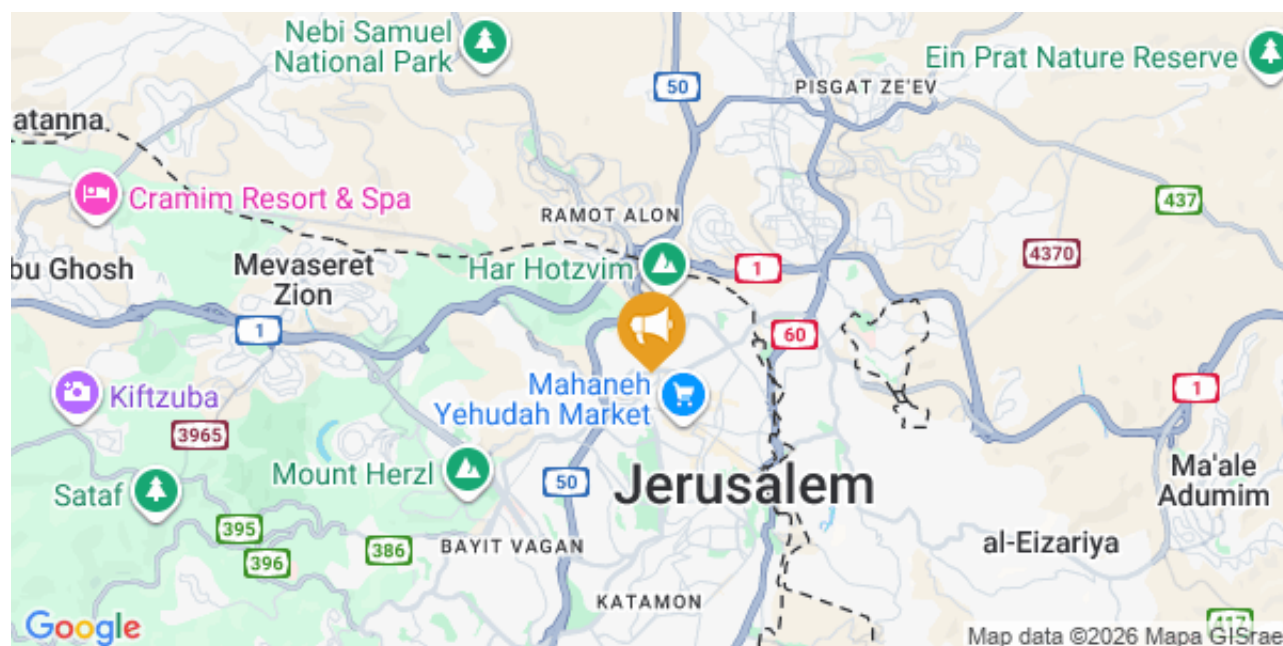 Nebi Samuel
National Park
Ein Prat Nature Reserve
50
PISGAT ZE'EV
atanna
Cramim Resort & Spa
437
RAMOT ALON
4370
bu Ghosh
Mevaseret
Zion
Har Hotzvim
1
1
60
Kiftzuba
Mahaneh
Yehudah Market
1
3965
Mount Herzl
Sataf
50
Jerusalem
Ma'ale
Adumim
395
396
386
BAYIT VAGAN
al-Eizariya
KATAMON
417
Google
Map data ©2026 Mapa GISrae